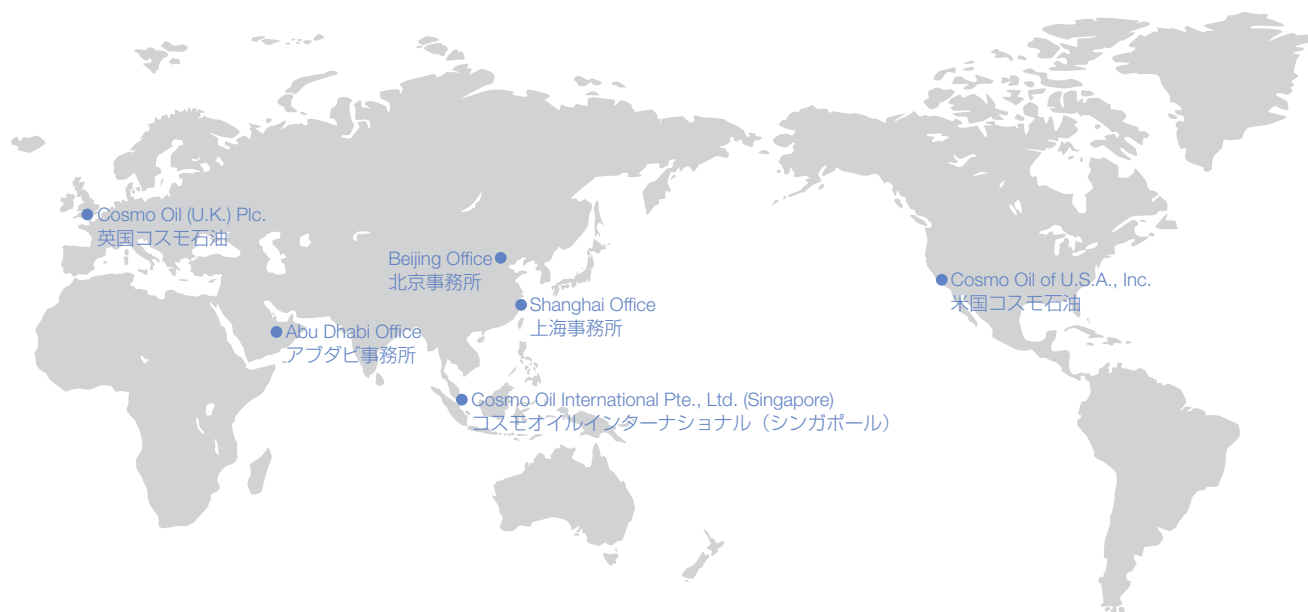 Cosmo Oil (U.K.) Plc.
英国コスモ石油
Beijing Office
北京事務所
Cosmo Oil of U.S.A., Inc.
米国コスモ石油
Shanghai Office
上海事務所
Abu Dhabi Office
アブダビ事務所
Cosmo Oil International Pte., Ltd. (Singapore)
コスモオイルインターナショナル（シンガポール）